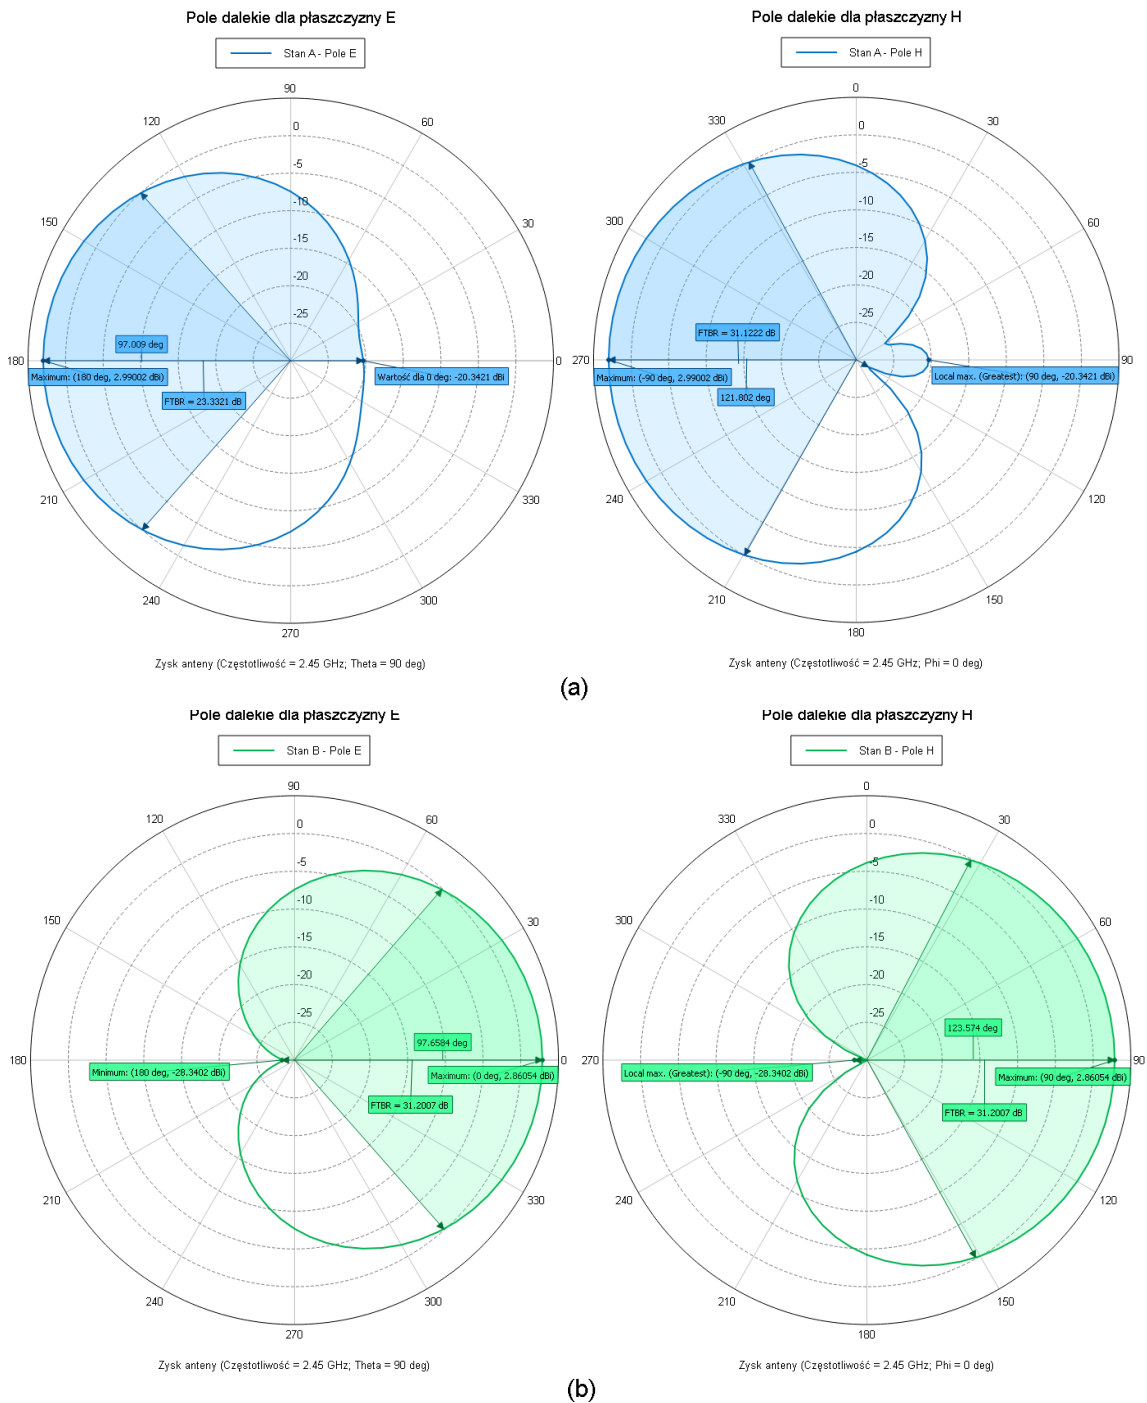 Pole dalekie dla płaszczyzny E
Stan A - Pole E
90
120
60
0
-5
150
30
-10
-15
-20
-25
97.009 deg
180
0
Maximum: (180 deg, 2.99002 dBi)
Wartość dla 0 deg: -20.3421 dBi
FTBR = 23.3321 dB
210
330
240
300
270
Zysk anteny (Częstotliwość = 2.45 GHz; Theta = 90 deg)
Pole dalekie dla płaszczyzny H
Stan A - Pole H
0
330
30
0
-5
300
60
-10
-15
-20
-25
FTBR = 31.1222 dB
270
90
Maximum: (-90 deg, 2.99002 dBi)
Local max. (Greatest): (90 deg, -20.3421 dBi)
121.802 deg
240
120
210
150
180
Zysk anteny (Częstotliwość = 2.45 GHz; Phi = 0 deg)
(a)
Pole dalekie dla płaszczyzny E
Stan B - Pole E
90
120
60
0
-5
150
30
-10
-15
-20
-25
97.6584 deg
180
0
Minimum: (180 deg, -28.3402 dBi)
Maximum: (0 deg, 2.86054 dBi)
FTBR = 31.2007 dB
210
330
240
300
270
Zysk anteny (Częstotliwość = 2.45 GHz; Theta = 90 deg)
Pole dalekie dla płaszczyzny H
Stan B - Pole H
0
330
30
0
-5
300
60
-10
-15
-20
-25
123.574 deg
270
90
Local max. (Greatest): (-90 deg, -28.3402 dBi)
Maximum: (90 deg, 2.86054 dBi)
FTBR = 31.2007 dB
240
120
210
150
180
Zysk anteny (Częstotliwość = 2.45 GHz; Phi = 0 deg)
(b)